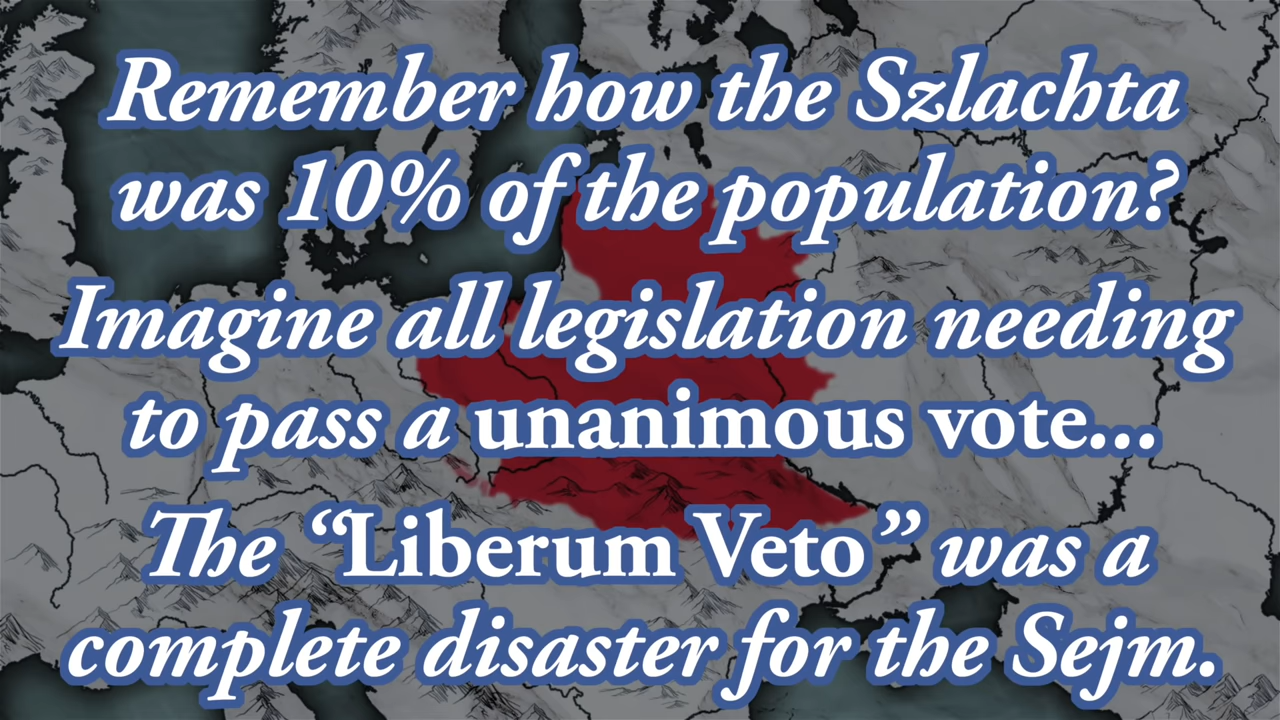 Remember how the Szlachta
was 10% of the population?
Imagine all legislation needing
to pass a unanimous vote...
The “Liberum Veto” was a
complete disaster for the Sejm.